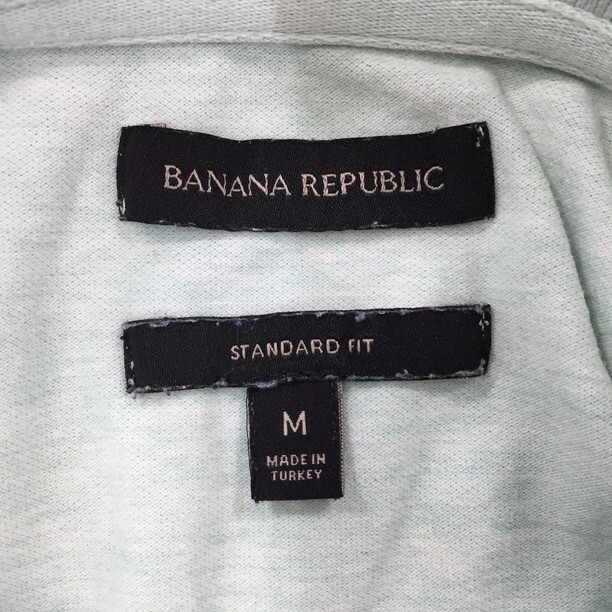 BANANA REPUBLIC
STANDARD FIT
M
MADE IN
TURKEY